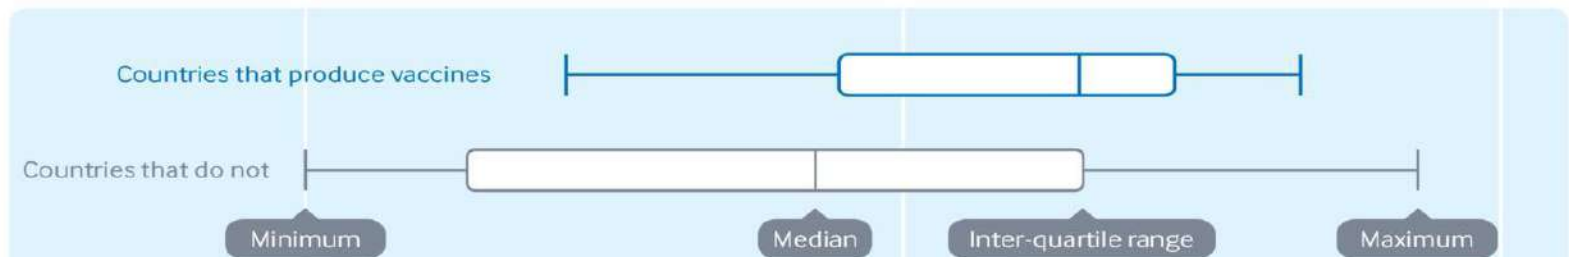 Countries that produce vaccines
Countries that do not
Minimum
Median
Inter-quartile range
Maximum